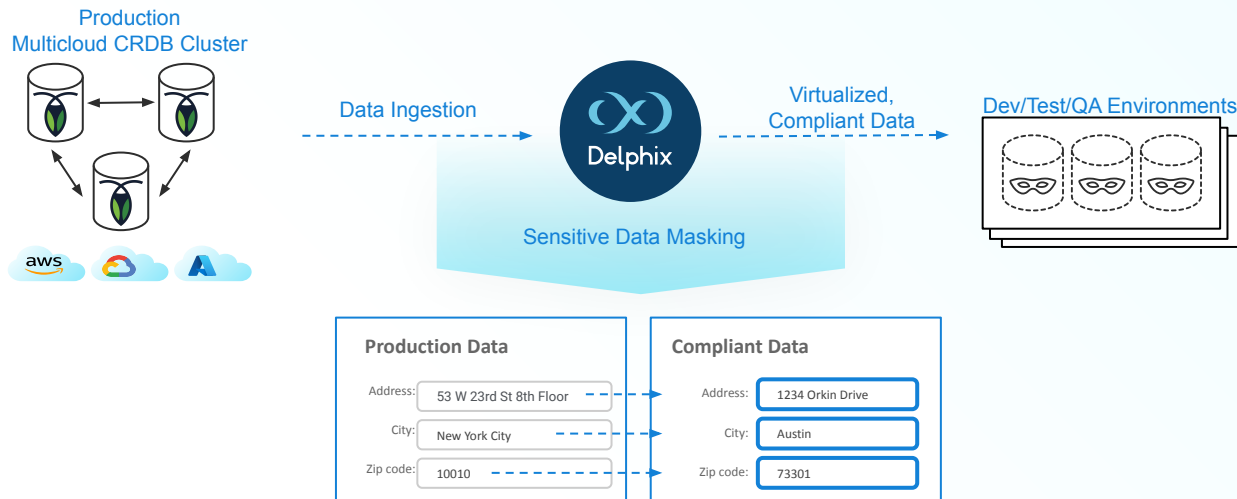 Production
Multicloud CRDB Cluster
aws
Data Ingestion
Delphix
Virtualized,
Compliant Data
Dev/Test/QA Environments
Sensitive Data Masking
Production Data
Address: 53 W 23rd St 8th Floor
City: New York City
Zip code: 10010
Compliant Data
Address: 1234 Orkin Drive
City: Austin
Zip code: 73301